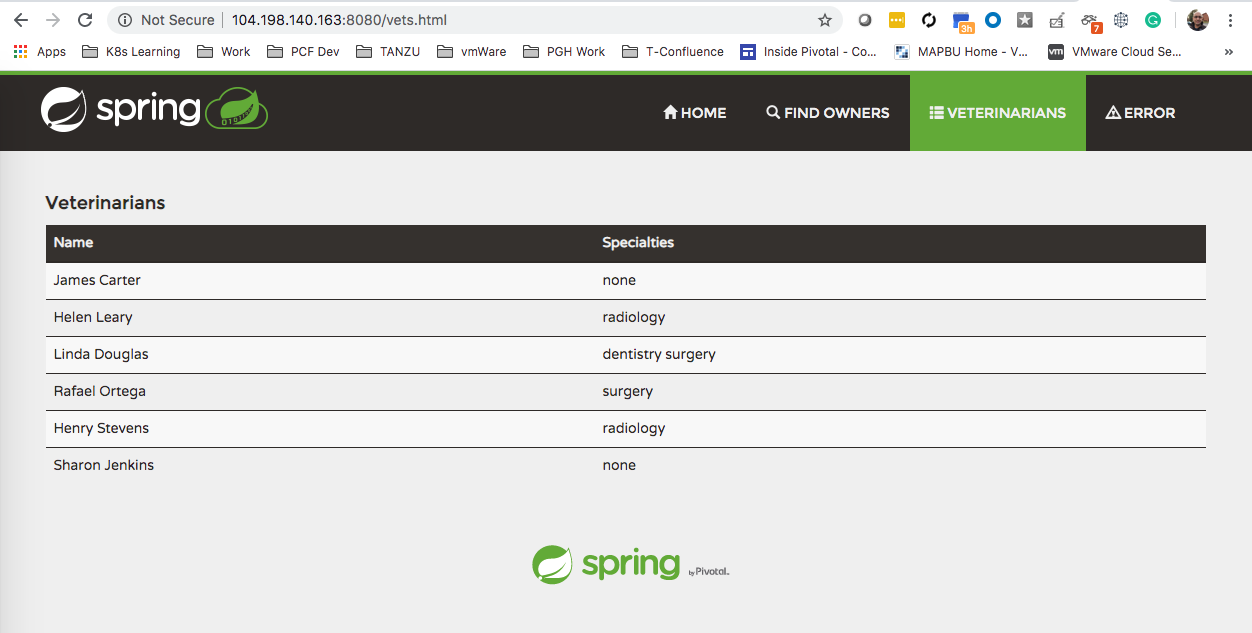 Not Secure 104.198.140.163:8080/vets.html 3h 7
Apps K8s Learning Work PCF Dev TANZU vmWare PGH Work T-Confluence Inside Pivotal - Co... MAPBU Home - V... vm VMware Cloud Se... »
spring HOME FIND OWNERS VETERINARIANS ERROR
Veterinarians
Name Specialties
James Carter none
Helen Leary radiology
Linda Douglas dentistry surgery
Rafael Ortega surgery
Henry Stevens radiology
Sharon Jenkins none
spring by Pivotal